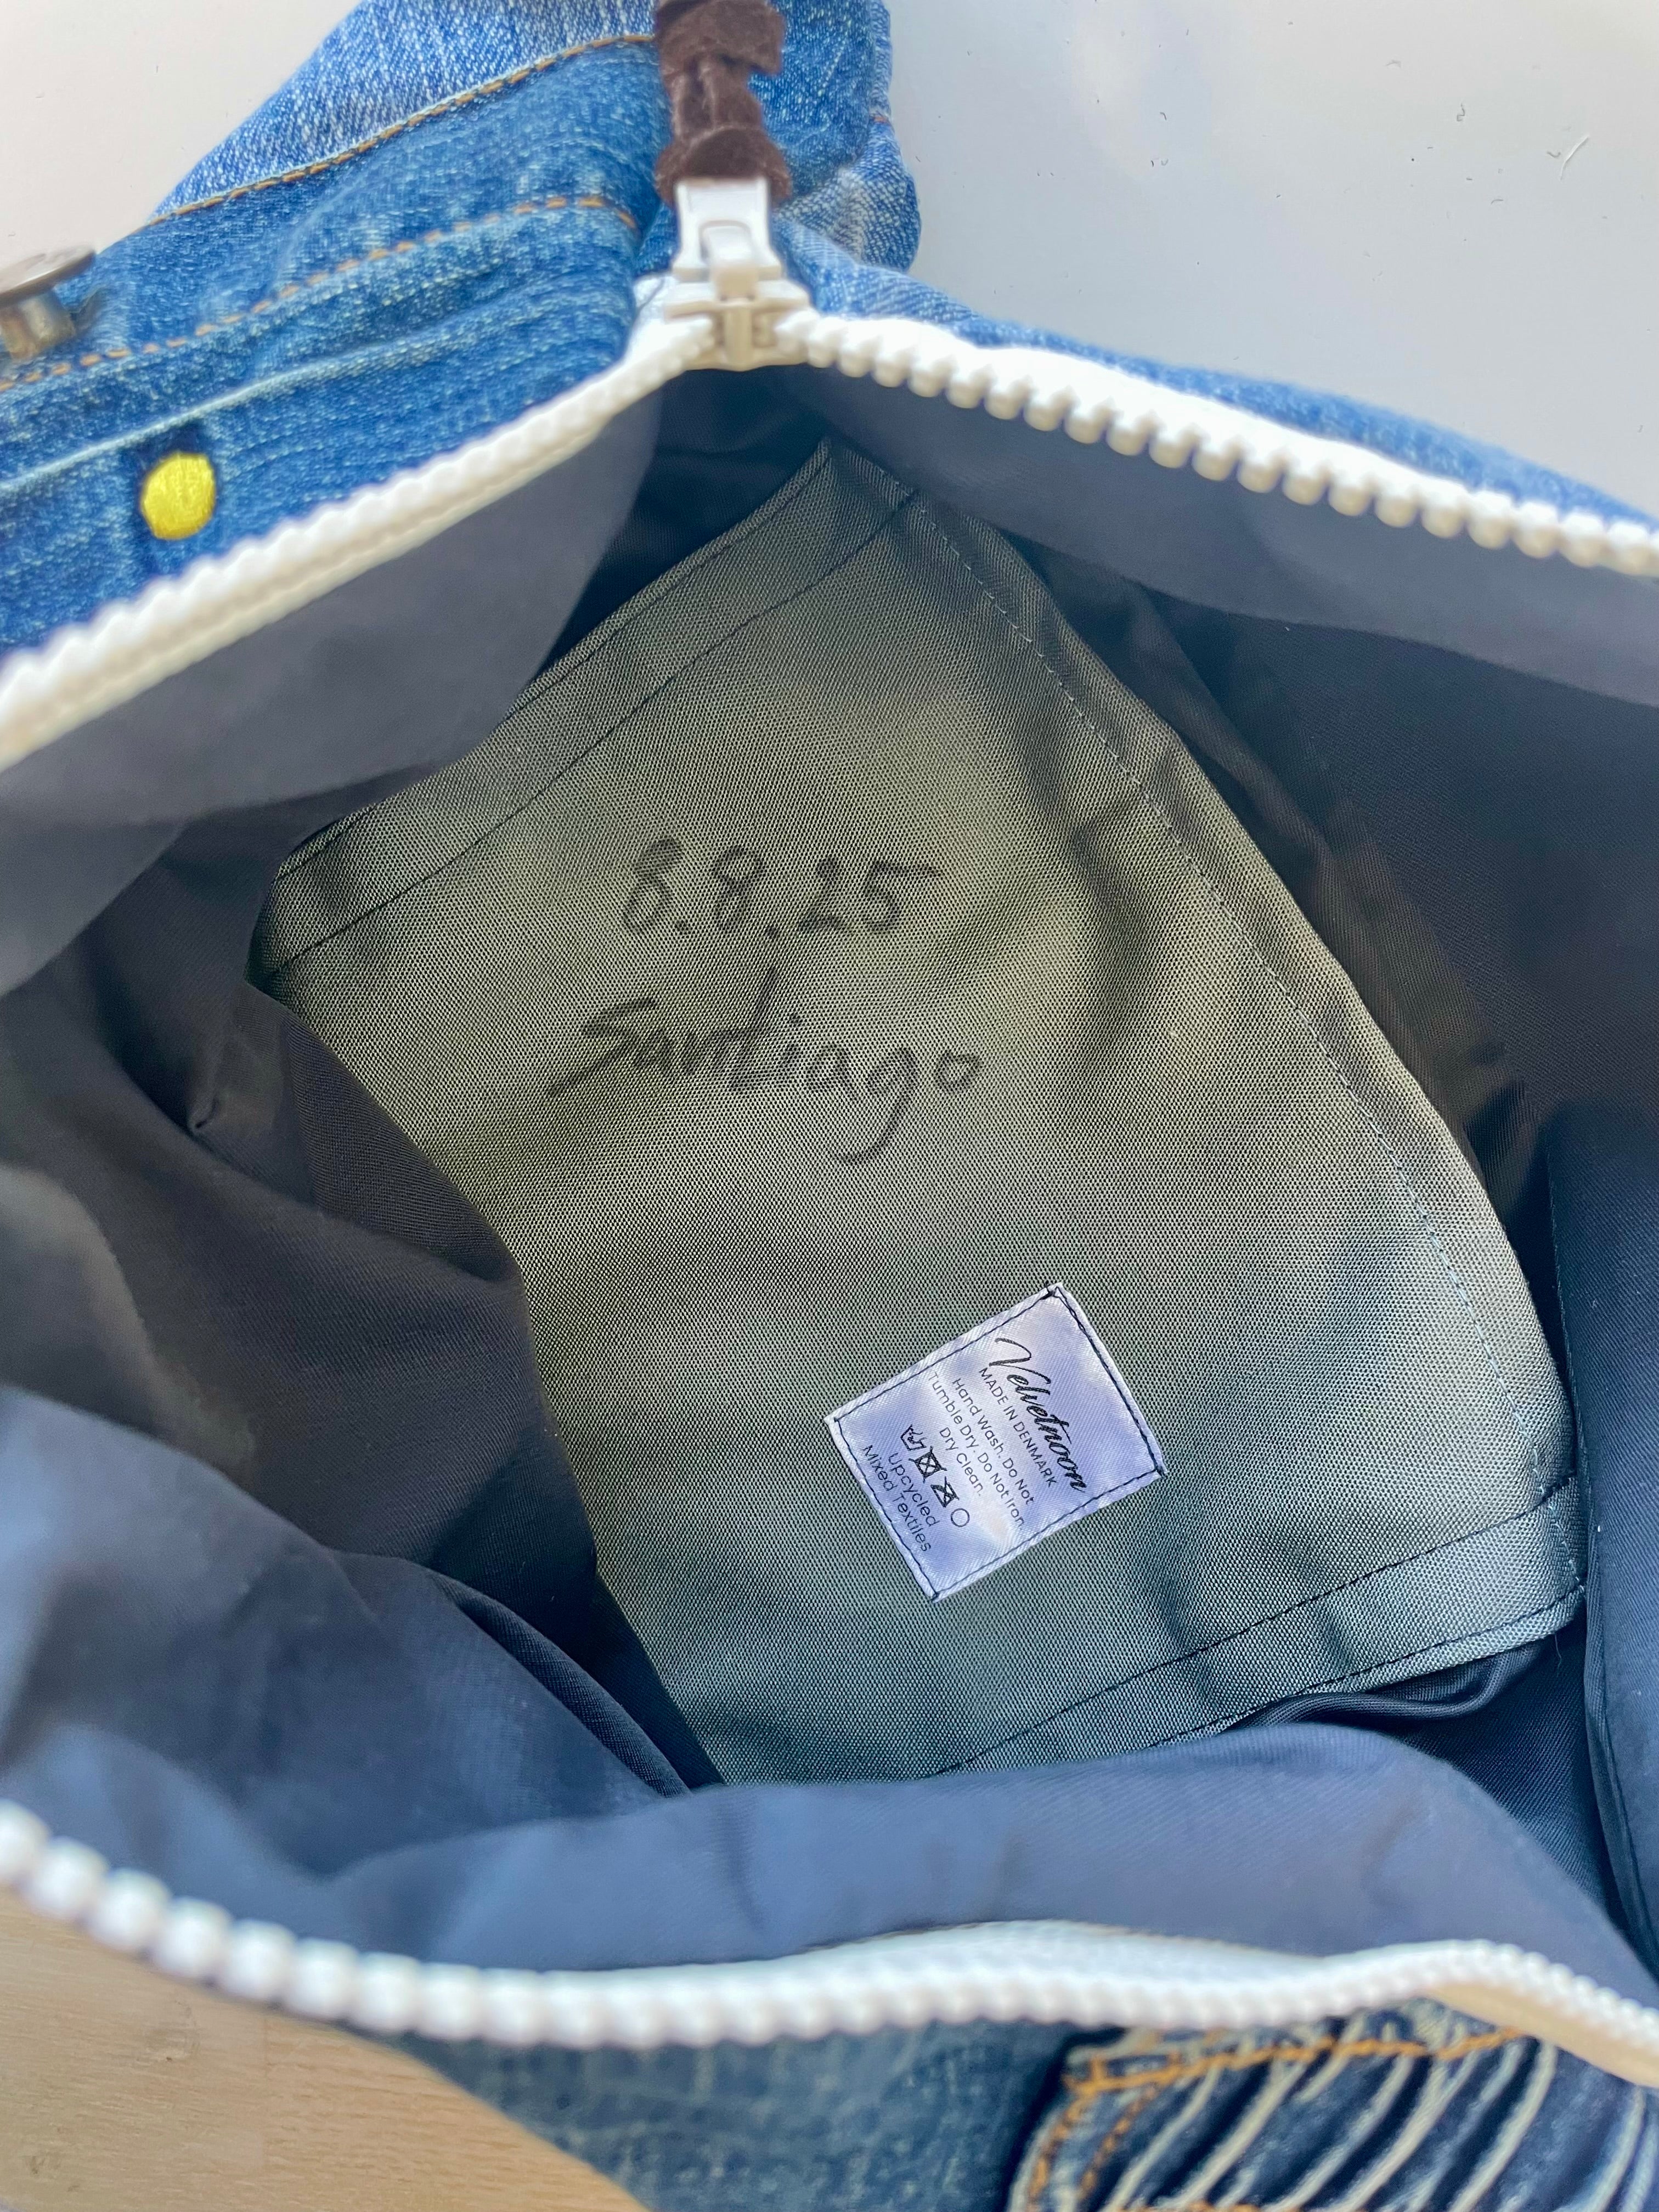 8.8.25
Santiago
Velvetnoon
MADE IN DENMARK
Hand Wash. Do Not
Tumble Dry. Do Not Iron.
Dry Clean.
Upcycled
Mixed Textiles